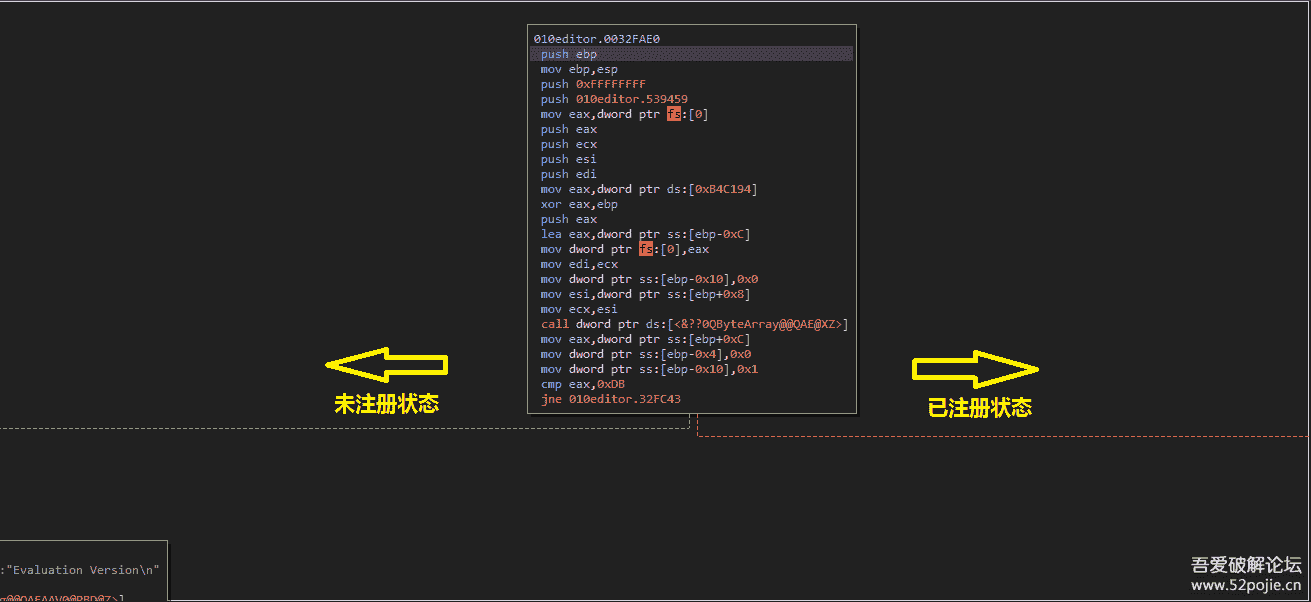 010editor.0032FAE0
push ebp
mov ebp,esp
push 0xFFFFFFFF
push 010editor.539459
mov eax,dword ptr fs:[0]
push eax
push ecx
push esi
push edi
mov eax,dword ptr ds:[0xB4C194]
xor eax,ebp
push eax
lea eax,dword ptr ss:[ebp-0xC]
mov dword ptr fs:[0],eax
mov edi,ecx
mov dword ptr ss:[ebp-0x10],0x0
mov esi,dword ptr ss:[ebp+0x8]
mov ecx,esi
call dword ptr ds:[<&??0QByteArray@@QAE@XZ>]
mov eax,dword ptr ss:[ebp+0xC]
mov dword ptr ss:[ebp-0x4],0x0
mov dword ptr ss:[ebp-0x10],0x1
cmp eax,0xDB
jne 010editor.32FC43
未注册状态
已注册状态
:"Evaluation Version\n"
吾爱破解论坛
www.52pojie.cn